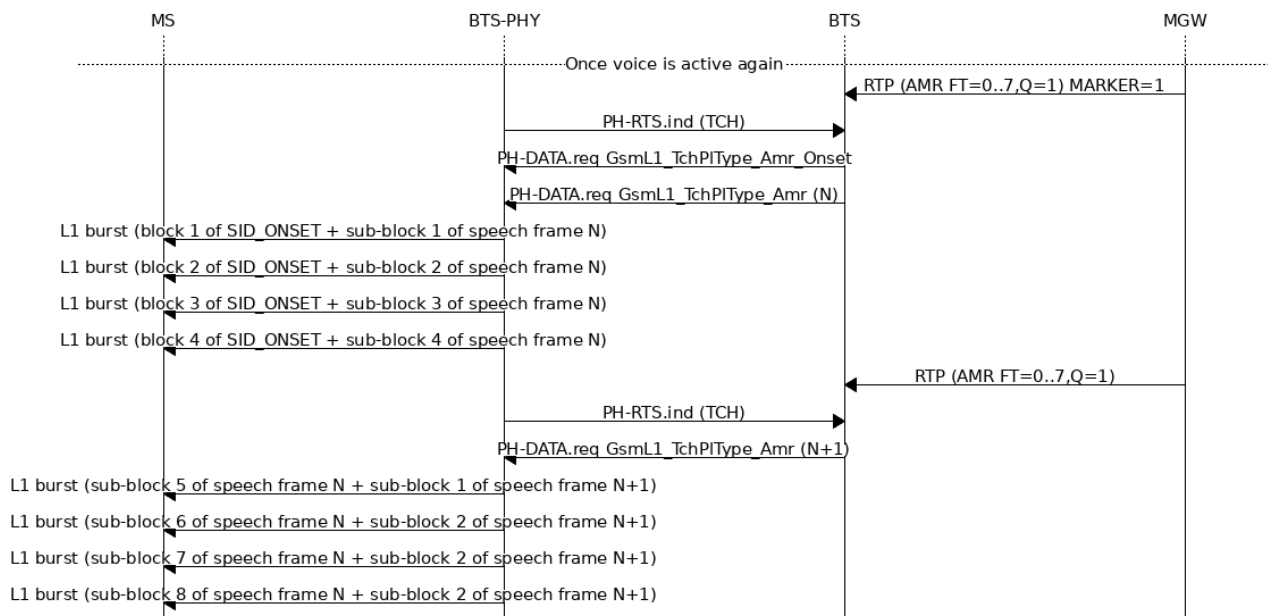 MS BTS-PHY BTS MGW
Once voice is active again
RTP (AMR FT=0..7,Q=1) MARKER=1
PH-RTS.ind (TCH)
PH-DATA.req GsmL1_TchPlType_Amr_Onset
PH-DATA.req GsmL1_TchPlType_Amr (N)
L1 burst (block 1 of SID_ONSET + sub-block 1 of speech frame N)
L1 burst (block 2 of SID_ONSET + sub-block 2 of speech frame N)
L1 burst (block 3 of SID_ONSET + sub-block 3 of speech frame N)
L1 burst (block 4 of SID_ONSET + sub-block 4 of speech frame N)
RTP (AMR FT=0..7,Q=1)
PH-RTS.ind (TCH)
PH-DATA.req GsmL1_TchPlType_Amr (N+1)
L1 burst (sub-block 5 of speech frame N + sub-block 1 of speech frame N+1)
L1 burst (sub-block 6 of speech frame N + sub-block 2 of speech frame N+1)
L1 burst (sub-block 7 of speech frame N + sub-block 2 of speech frame N+1)
L1 burst (sub-block 8 of speech frame N + sub-block 2 of speech frame N+1)